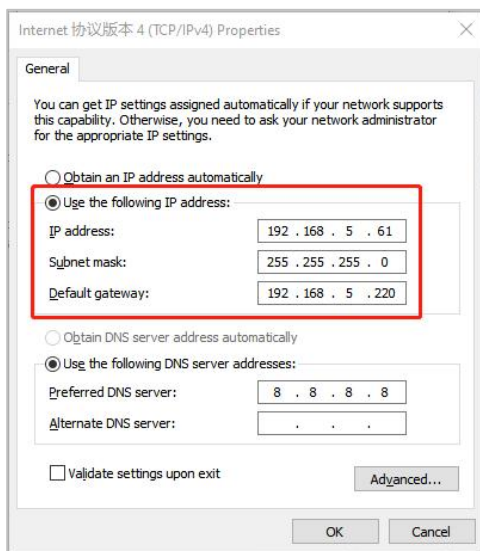 Internet 协议版本 4 (TCP/IPv4) Properties
General
You can get IP settings assigned automatically if your network supports
this capability. Otherwise, you need to ask your network administrator
for the appropriate IP settings.
Obtain an IP address automatically
Use the following IP address:
IP address: 192 . 168 . 5 . 61
Subnet mask: 255 . 255 . 255 . 0
Default gateway: 192 . 168 . 5 . 220
Obtain DNS server address automatically
Use the following DNS server addresses:
Preferred DNS server: 8 . 8 . 8 . 8
Alternate DNS server: . . .
Validate settings upon exit
Advanced...
OK Cancel